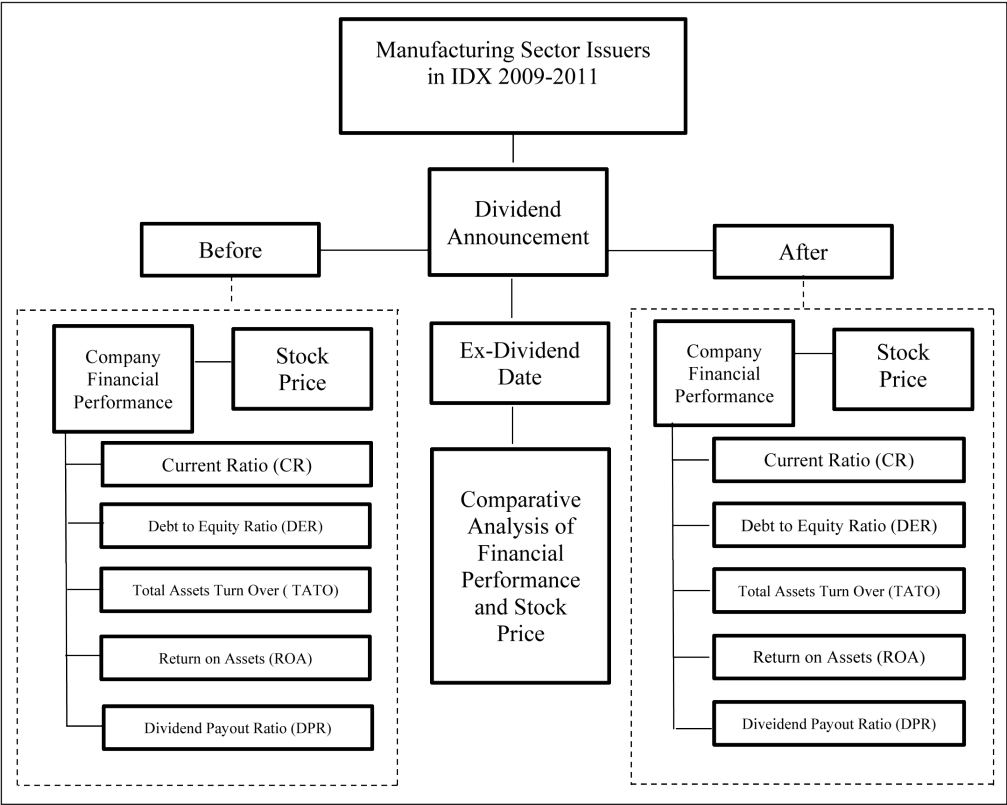 Manufacturing Sector Issuers
in IDX 2009-2011
Dividend
Announcement
Before
After
Company
Financial
Performance
Stock
Price
Ex-Dividend
Date
Company
Financial
Performance
Stock
Price
Current Ratio (CR)
Debt to Equity Ratio (DER)
Total Assets Turn Over ( TATO)
Return on Assets (ROA)
Dividend Payout Ratio (DPR)
Comparative
Analysis of
Financial
Performance
and Stock
Price
Current Ratio (CR)
Debt to Equity Ratio (DER)
Total Assets Turn Over (TATO)
Return on Assets (ROA)
Diveidend Payout Ratio (DPR)